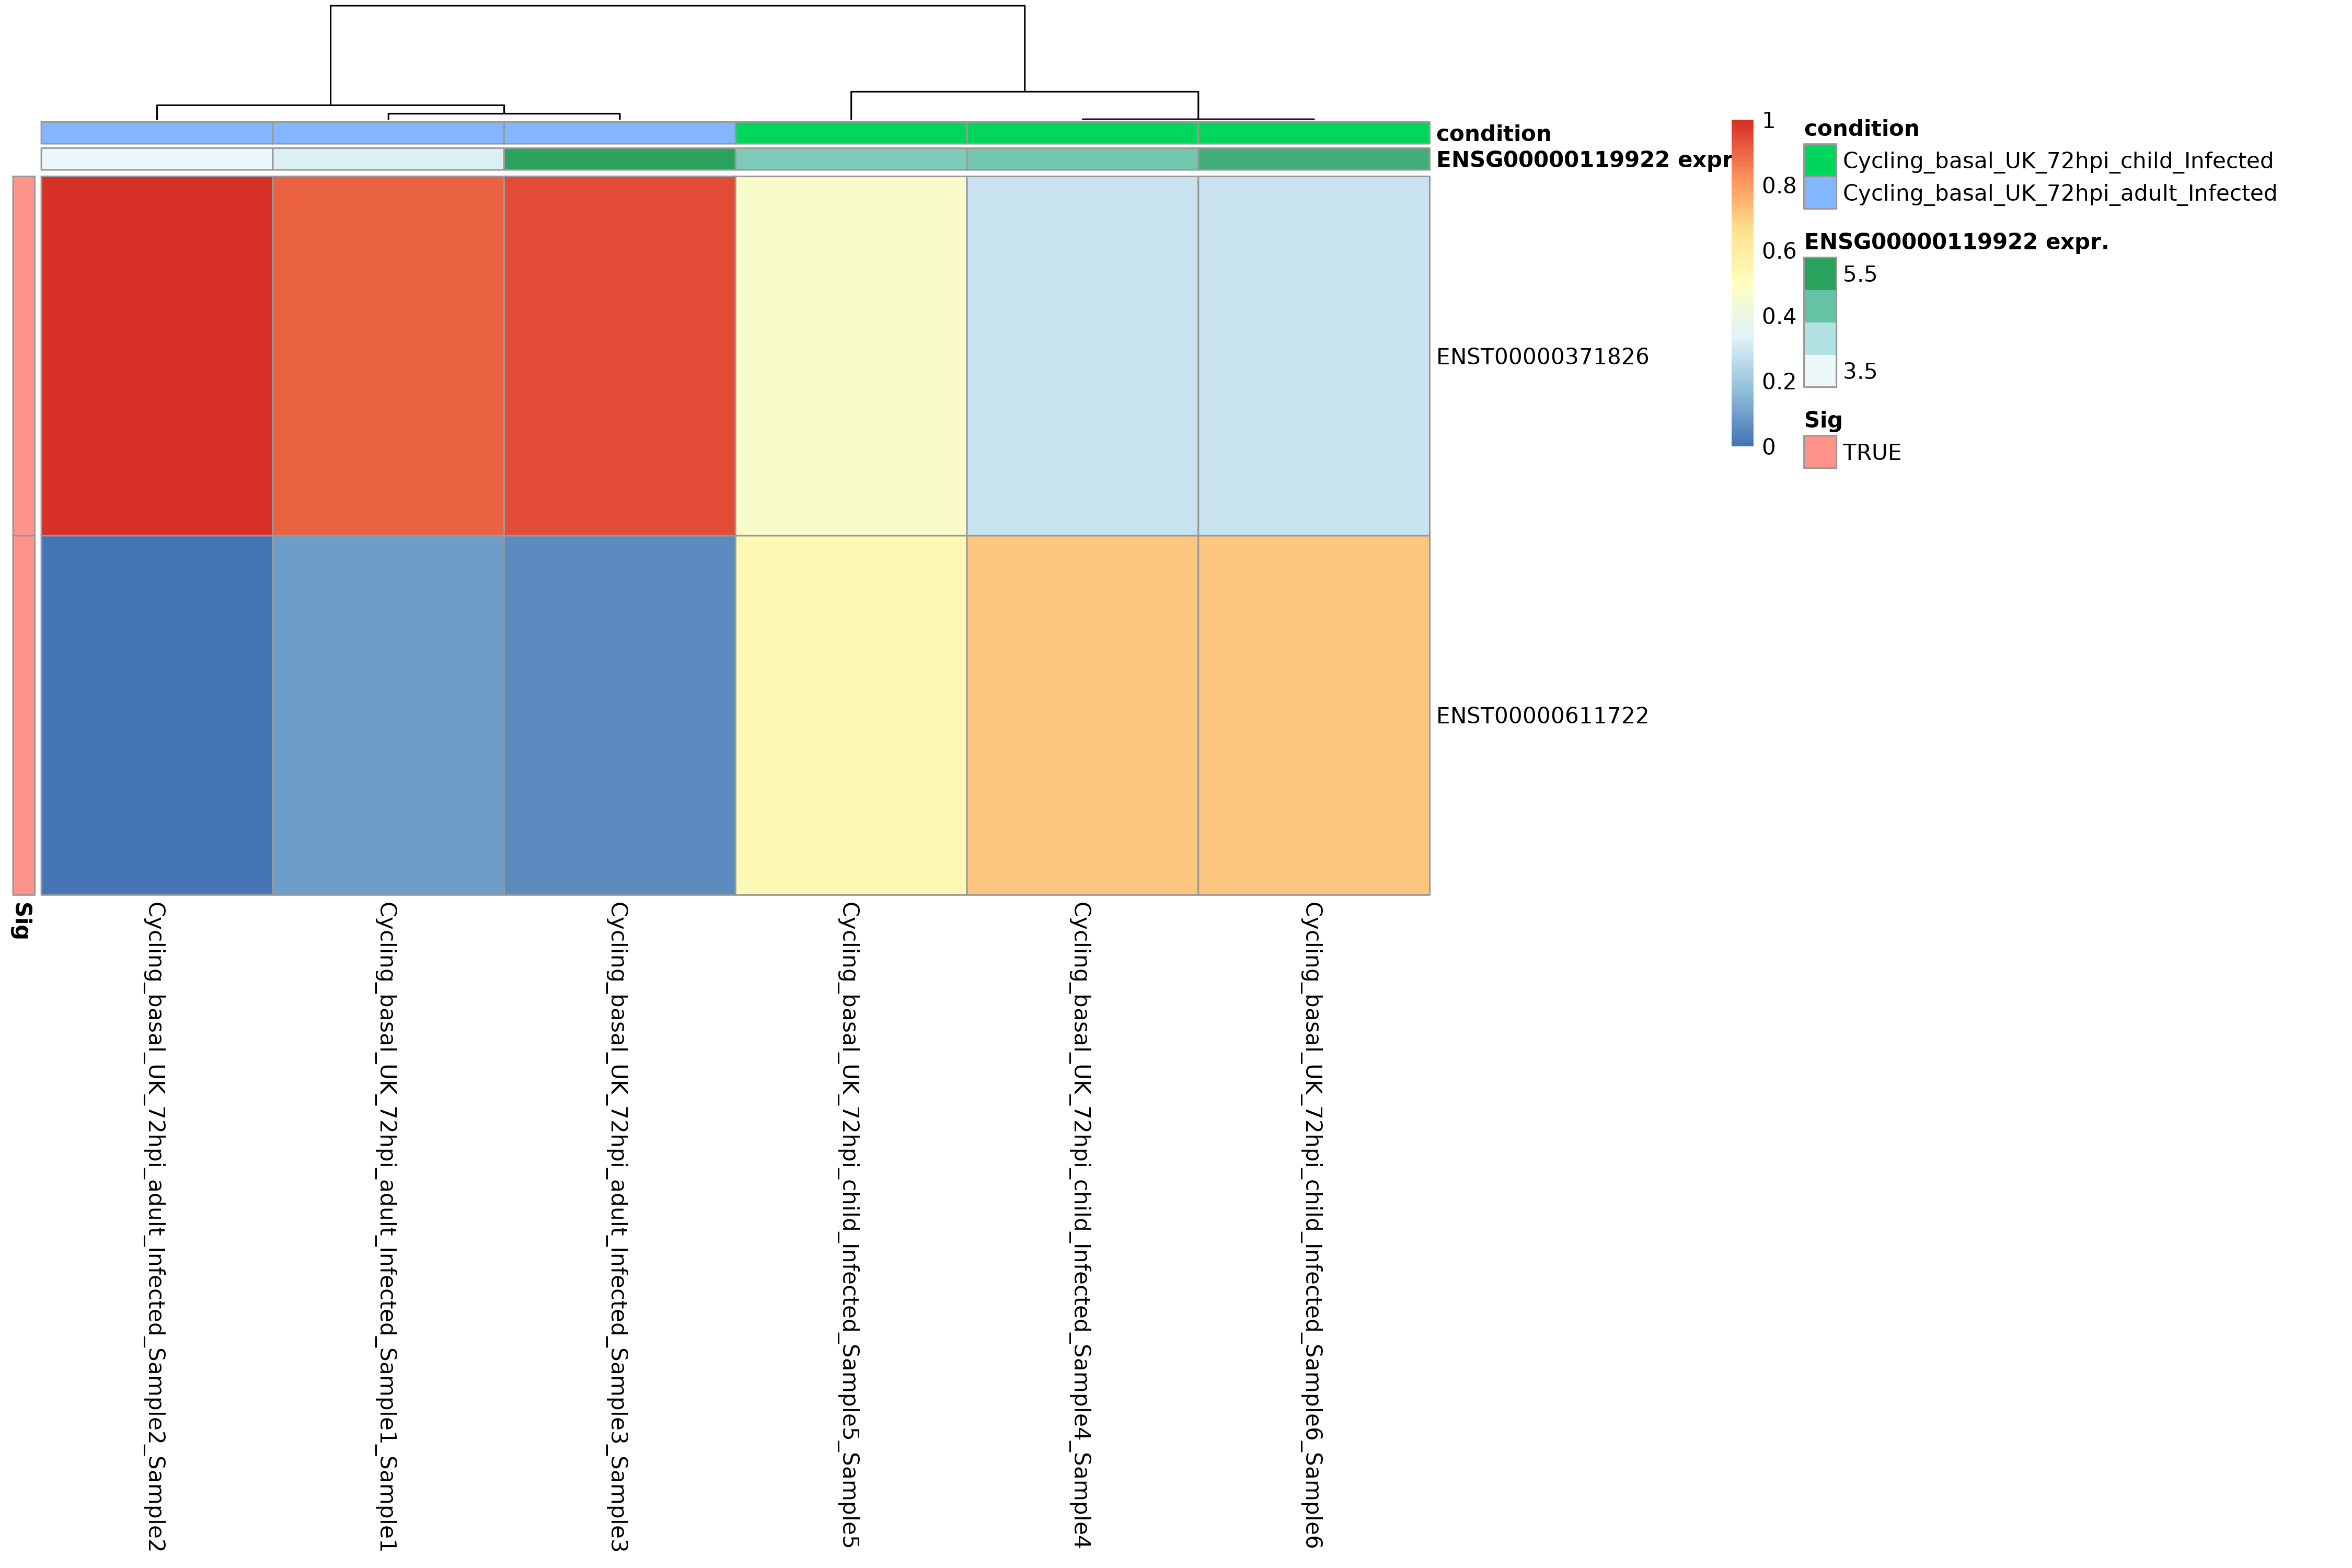 condition
ENSG00000119922 expr
ENST00000371826
ENST00000611722
Sig
Cycling_basal_UK_72hpi_adult_Infected_Sample2_Sample2
Cycling_basal_UK_72hpi_adult_Infected_Sample1_Sample1
Cycling_basal_UK_72hpi_adult_Infected_Sample3_Sample3
Cycling_basal_UK_72hpi_child_Infected_Sample5_Sample5
Cycling_basal_UK_72hpi_child_Infected_Sample4_Sample4
Cycling_basal_UK_72hpi_child_Infected_Sample6_Sample6
1
0.8
0.6
0.4
0.2
0
condition
Cycling_basal_UK_72hpi_child_Infected
Cycling_basal_UK_72hpi_adult_Infected
ENSG00000119922 expr.
5.5
3.5
Sig
TRUE